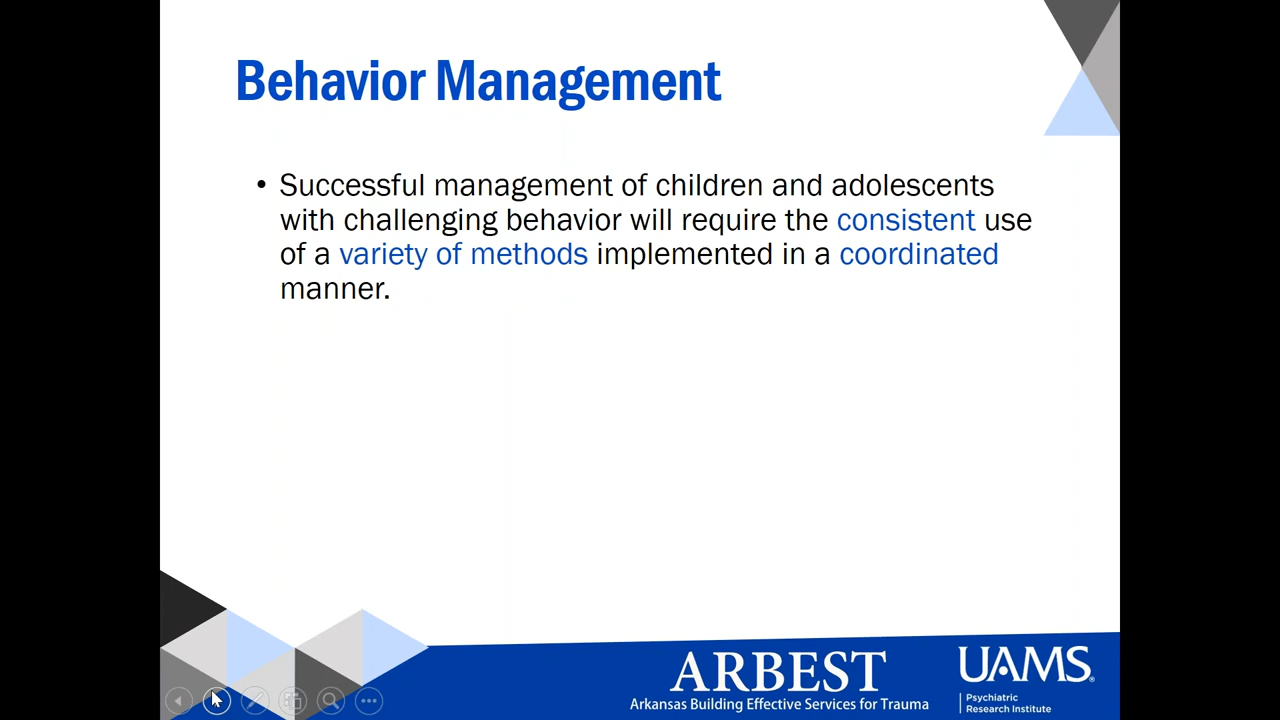 Behavior Management
• Successful management of children and adolescents
with challenging behavior will require the consistent use
of a variety of methods implemented in a coordinated
manner.
ARBEST
Arkansas Building Effective Services for Trauma
UAMS®
Psychiatric
Research Institute